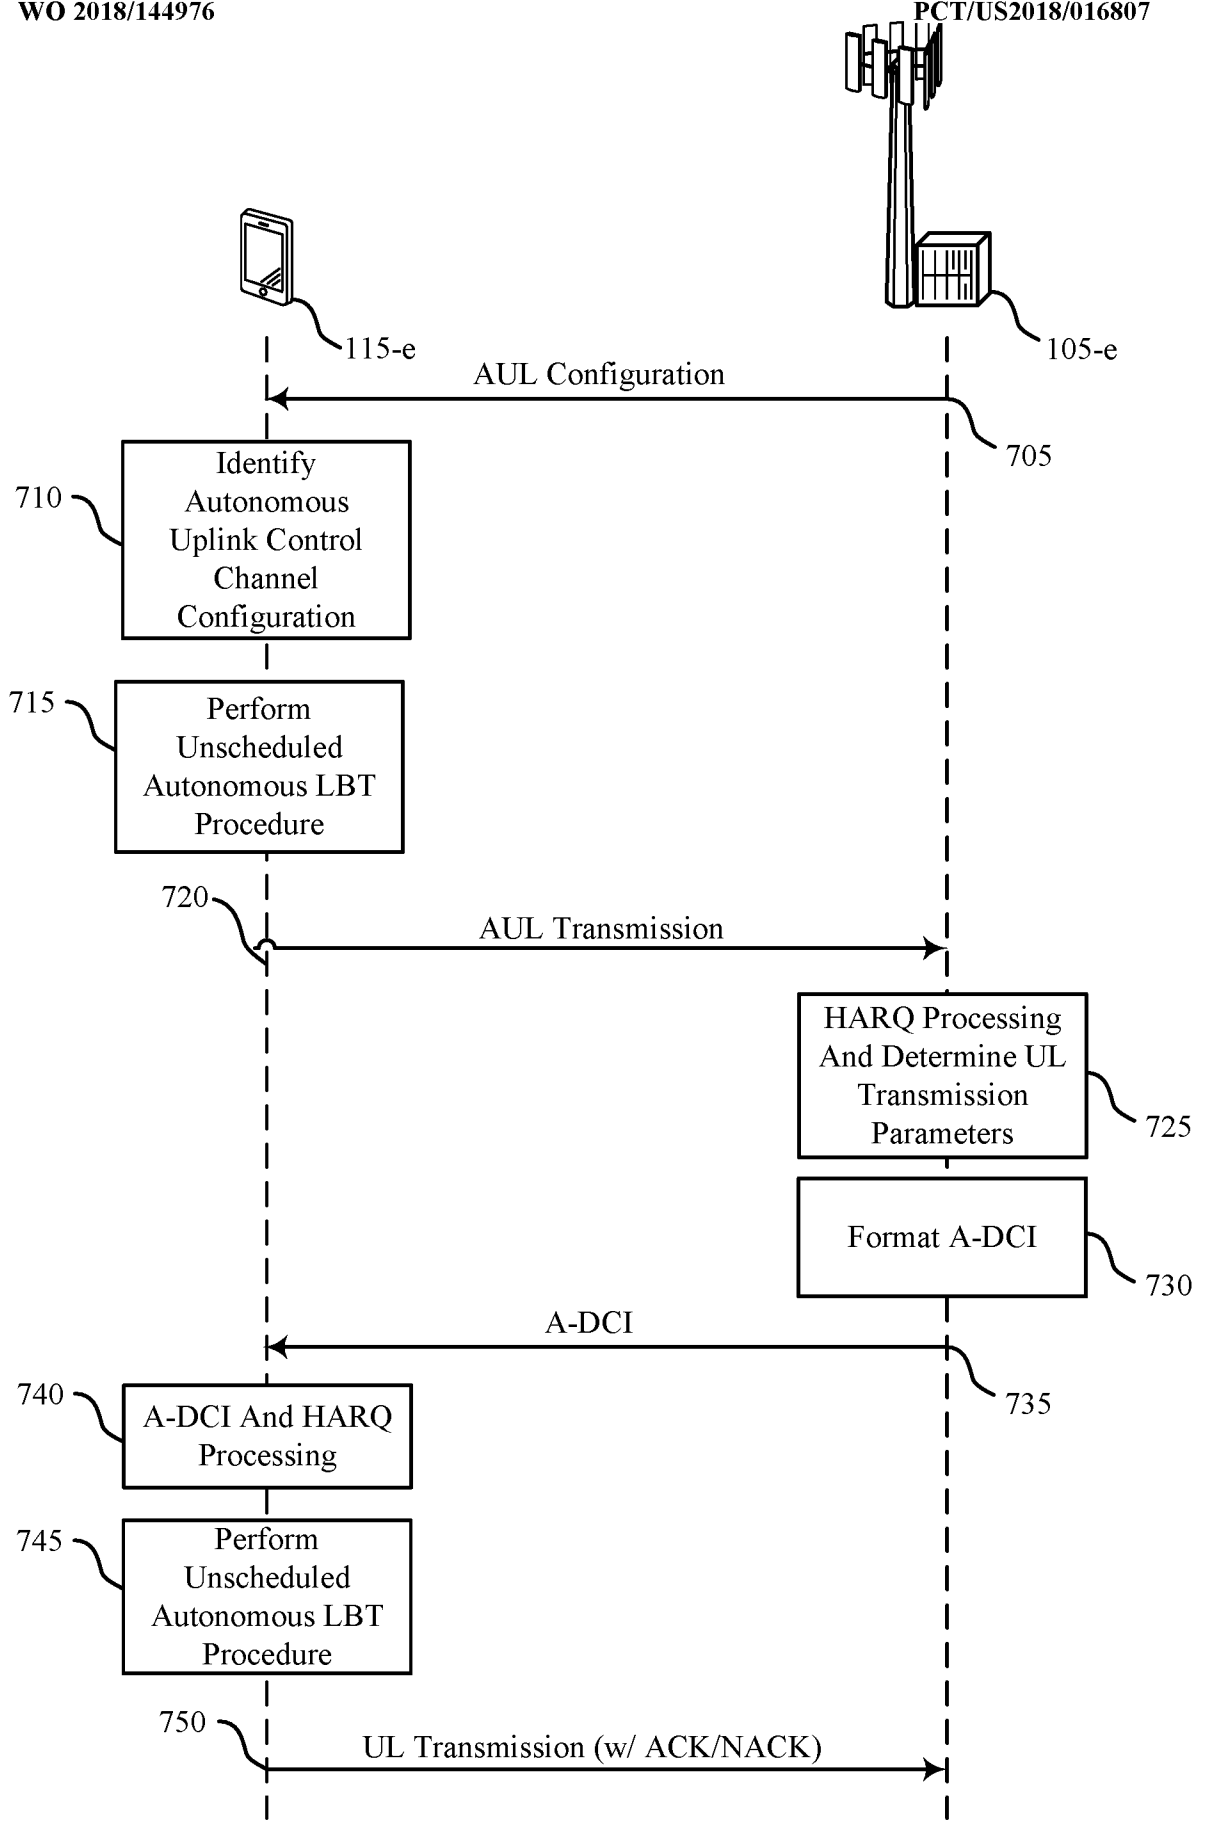 WO 2018/144976
PCT/US2018/016807
115-e
105-e
AUL Configuration
705
710
Identify
Autonomous
Uplink Control
Channel
Configuration
715
Perform
Unscheduled
Autonomous LBT
Procedure
720
AUL Transmission
HARQ Processing
And Determine UL
Transmission
Parameters
725
Format A-DCI
730
A-DCI
735
740
A-DCI And HARQ
Processing
745
Perform
Unscheduled
Autonomous LBT
Procedure
750
UL Transmission (w/ ACK/NACK)